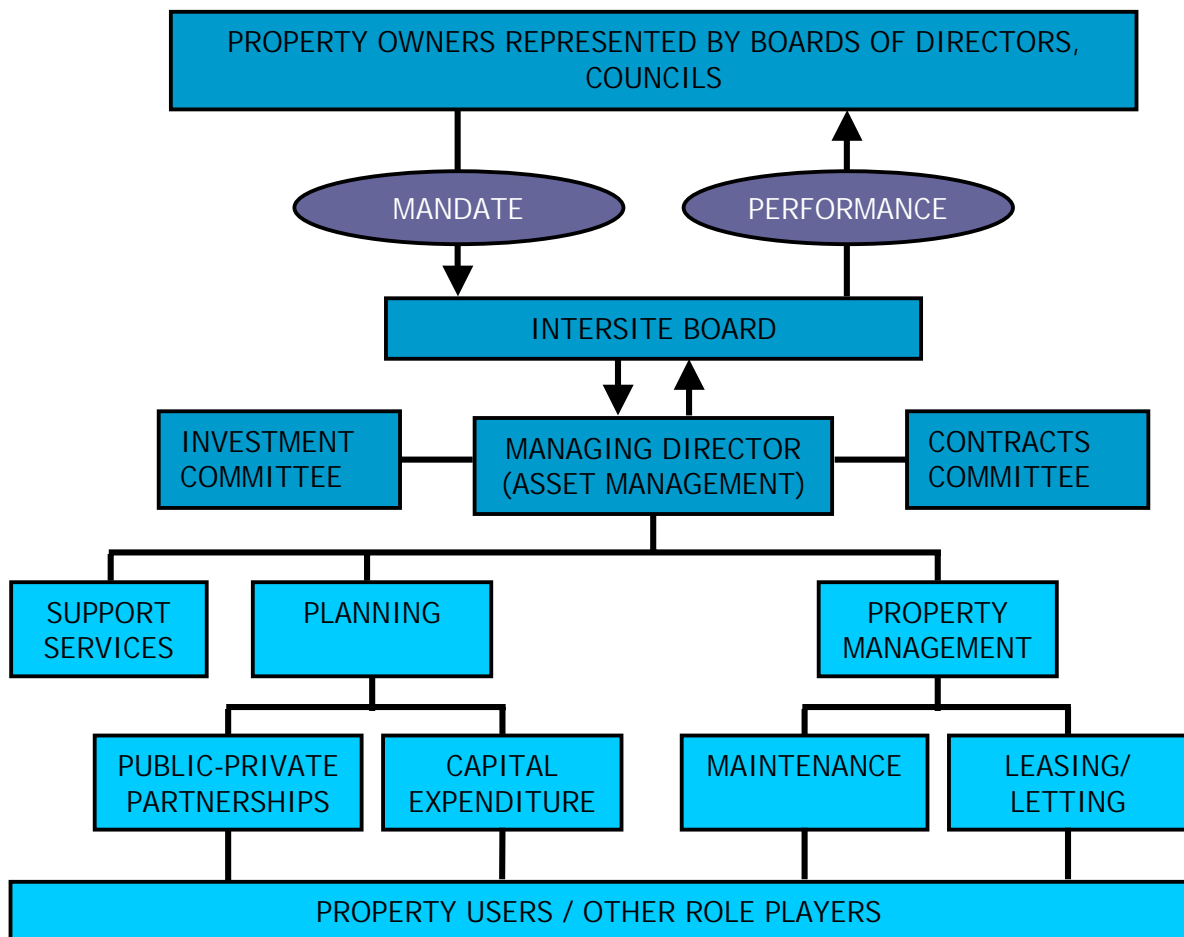 PROPERTY OWNERS REPRESENTED BY BOARDS OF DIRECTORS,
COUNCILS
MANDATE
PERFORMANCE
INTERSITE BOARD
INVESTMENT
COMMITTEE
MANAGING DIRECTOR
(ASSET MANAGEMENT)
CONTRACTS
COMMITTEE
SUPPORT
SERVICES
PLANNING
PROPERTY
MANAGEMENT
PUBLIC-PRIVATE
PARTNERSHIPS
CAPITAL
EXPENDITURE
MAINTENANCE
LEASING/
LETTING
PROPERTY USERS / OTHER ROLE PLAYERS